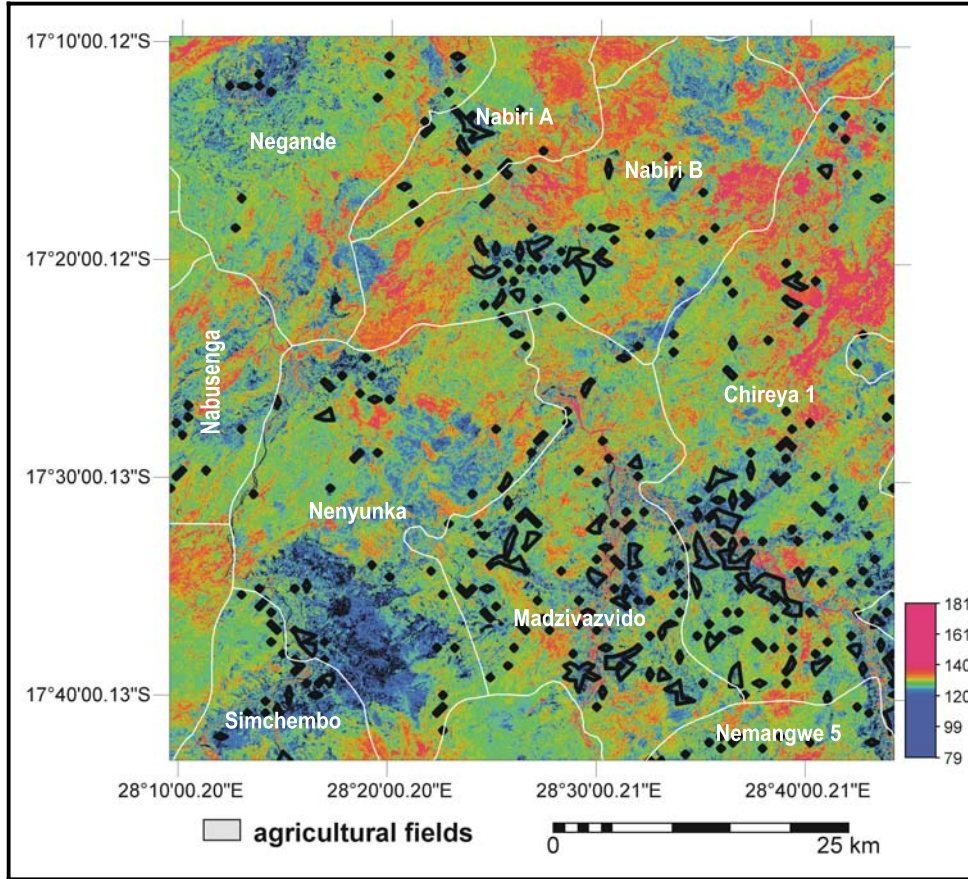 17°10'00.12"S
Nabiri A
Negande
Nabiri B
17°20'00.12"S
Nabusenga
Chireya 1
17°30'00.13"S
Nenyunka
181
Madzivazvido
161
140
120
17°40'00.13"S
Simchembo
Nemangwe 5
99
79
28°10'00.20"E 28°20'00.20"E 28°30'00.21"E 28°40'00.21"E
agricultural fields
0 25 km